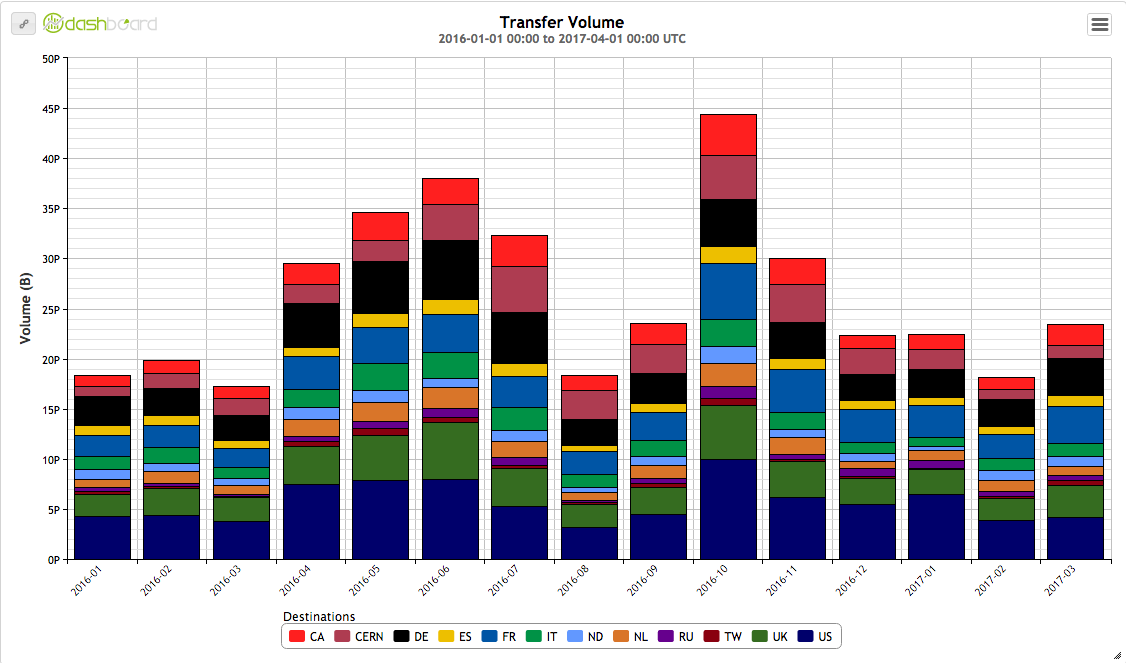 dashboard
Transfer Volume
2016-01-01 00:00 to 2017-04-01 00:00 UTC
Volume (B)
50P
45P
40P
35P
30P
25P
20P
15P
10P
5P
0P
2016-01 2016-02 2016-03 2016-04 2016-05 2016-06 2016-07 2016-08 2016-09 2016-10 2016-11 2016-12 2017-01 2017-02 2017-03
Destinations
CA CERN DE ES FR IT ND NL RU TW UK US